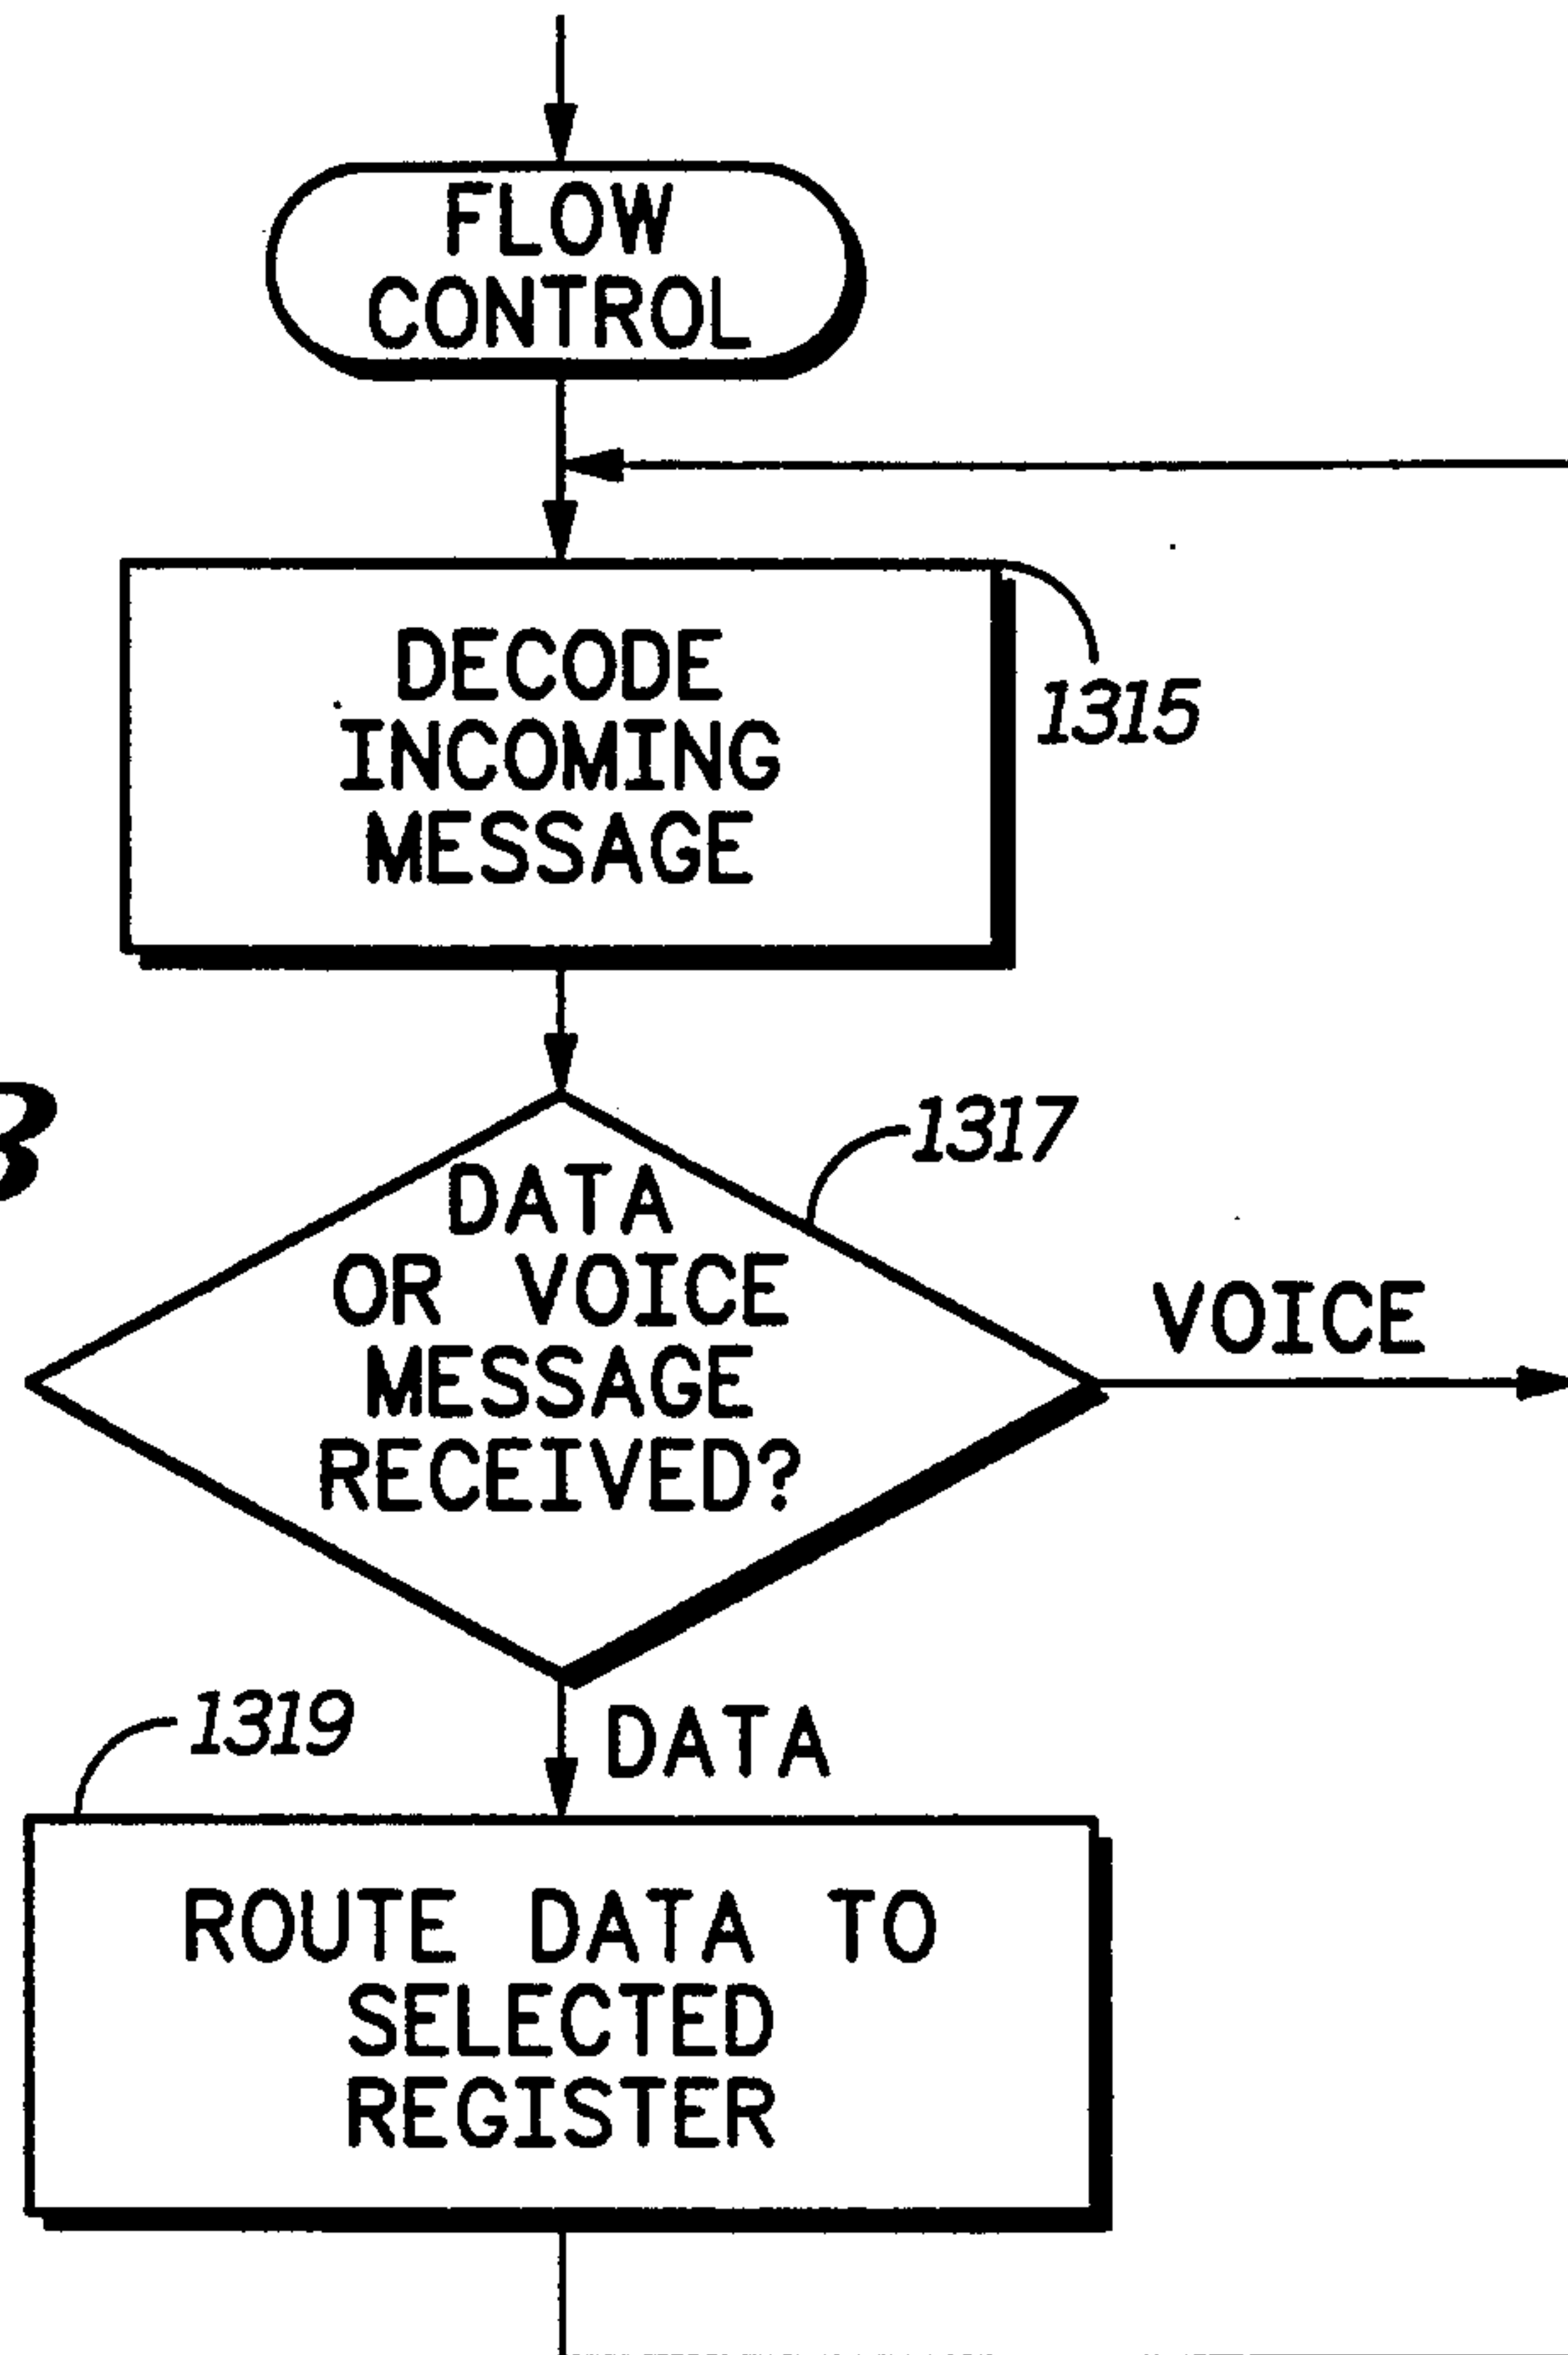 FLOW
CONTROL
DECODE
INCOMING
MESSAGE
1315
1317
DATA
OR VOICE
MESSAGE
RECEIVED?
VOICE
1319
DATA
ROUTE DATA TO
SELECTED
REGISTER